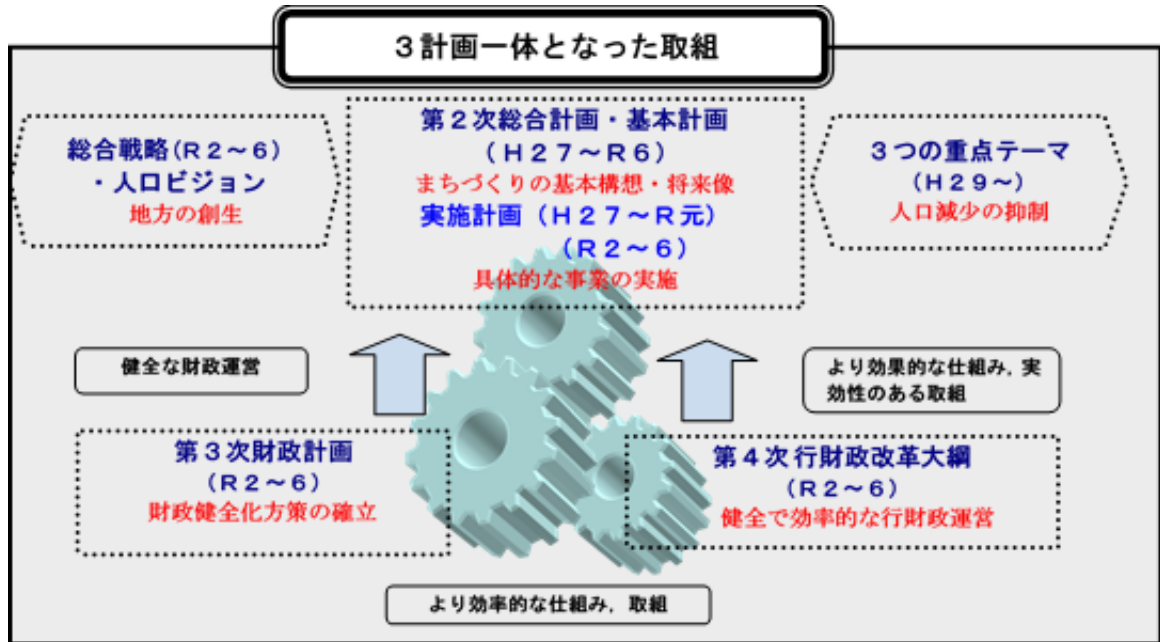 ３計画一体となった取組
総合戦略(Ｒ２～６)
・人口ビジョン
地方の創生
第２次総合計画・基本計画
（Ｈ２７～Ｒ６）
まちづくりの基本構想・将来像
実施計画（Ｈ２７～Ｒ元）
（Ｒ２～６）
具体的な事業の実施
３つの重点テーマ
（Ｈ２９～）
人口減少の抑制
健全な財政運営
より効果的な仕組み，実
効性のある取組
第３次財政計画
（Ｒ２～６）
財政健全化方策の確立
第４次行財政改革大綱
（Ｒ２～６）
健全で効率的な行財政運営
より効率的な仕組み，取組